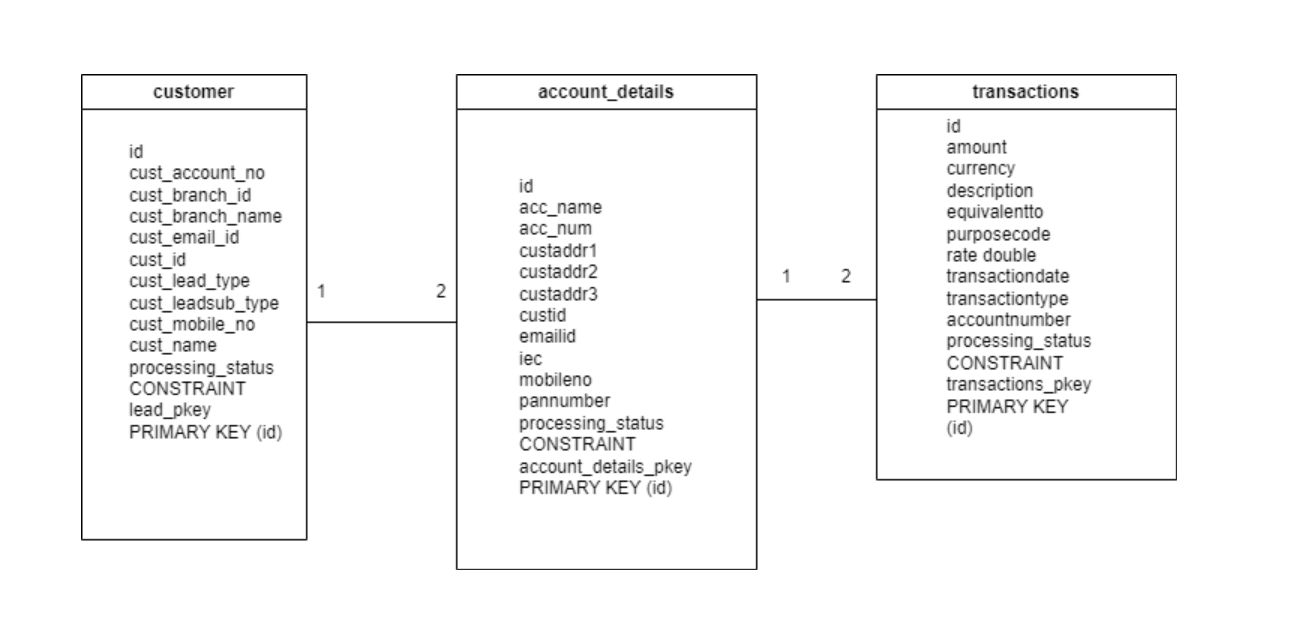 customer
id
cust_account_no
cust_branch_id
cust_branch_name
cust_email_id
cust_id
cust_lead_type
cust_leadsub_type
cust_mobile_no
cust_name
processing_status
CONSTRAINT
lead_pkey
PRIMARY KEY (id)
1
2
account_details
id
acc_name
acc_num
custaddr1
custaddr2
custaddr3
custid
emailid
iec
mobileno
pannumber
processing_status
CONSTRAINT
account_details_pkey
PRIMARY KEY (id)
1
2
transactions
id
amount
currency
description
equivalentto
purposecode
rate double
transactiondate
transactiontype
accountnumber
processing_status
CONSTRAINT
transactions_pkey
PRIMARY KEY
(id)